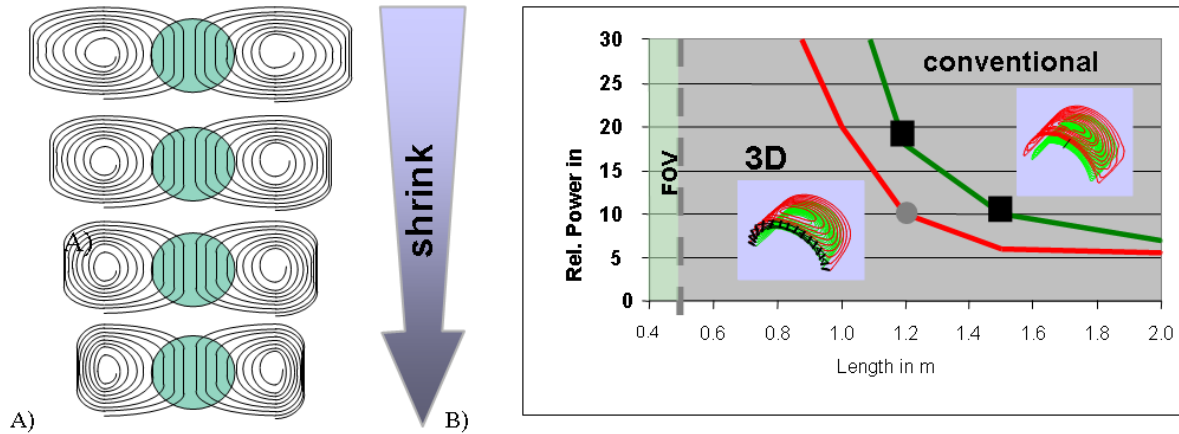 A)
shrink
A)
B)
30
25
20
15
10
5
0
Rel. Power in
FOV
conventional
3D
0.4 0.6 0.8 1.0 1.2 1.4 1.6 1.8 2.0
Length in m